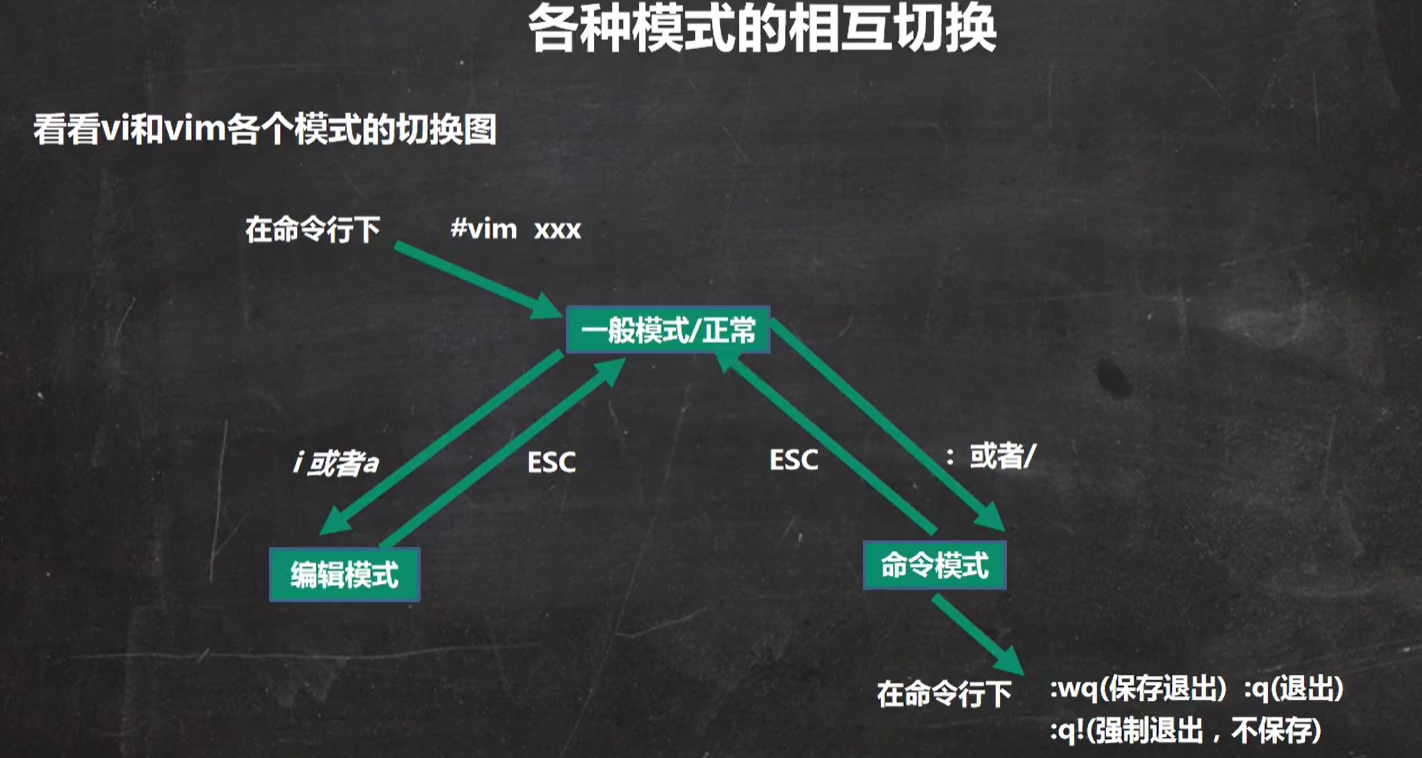 各种模式的相互切换
看看vi和vim各个模式的切换图
在命令行下 #vim xxx
一般模式/正常
i 或者a
ESC
ESC
: 或者/
编辑模式
命令模式
在命令行下
:wq(保存退出) :q(退出)
:q!(强制退出，不保存)